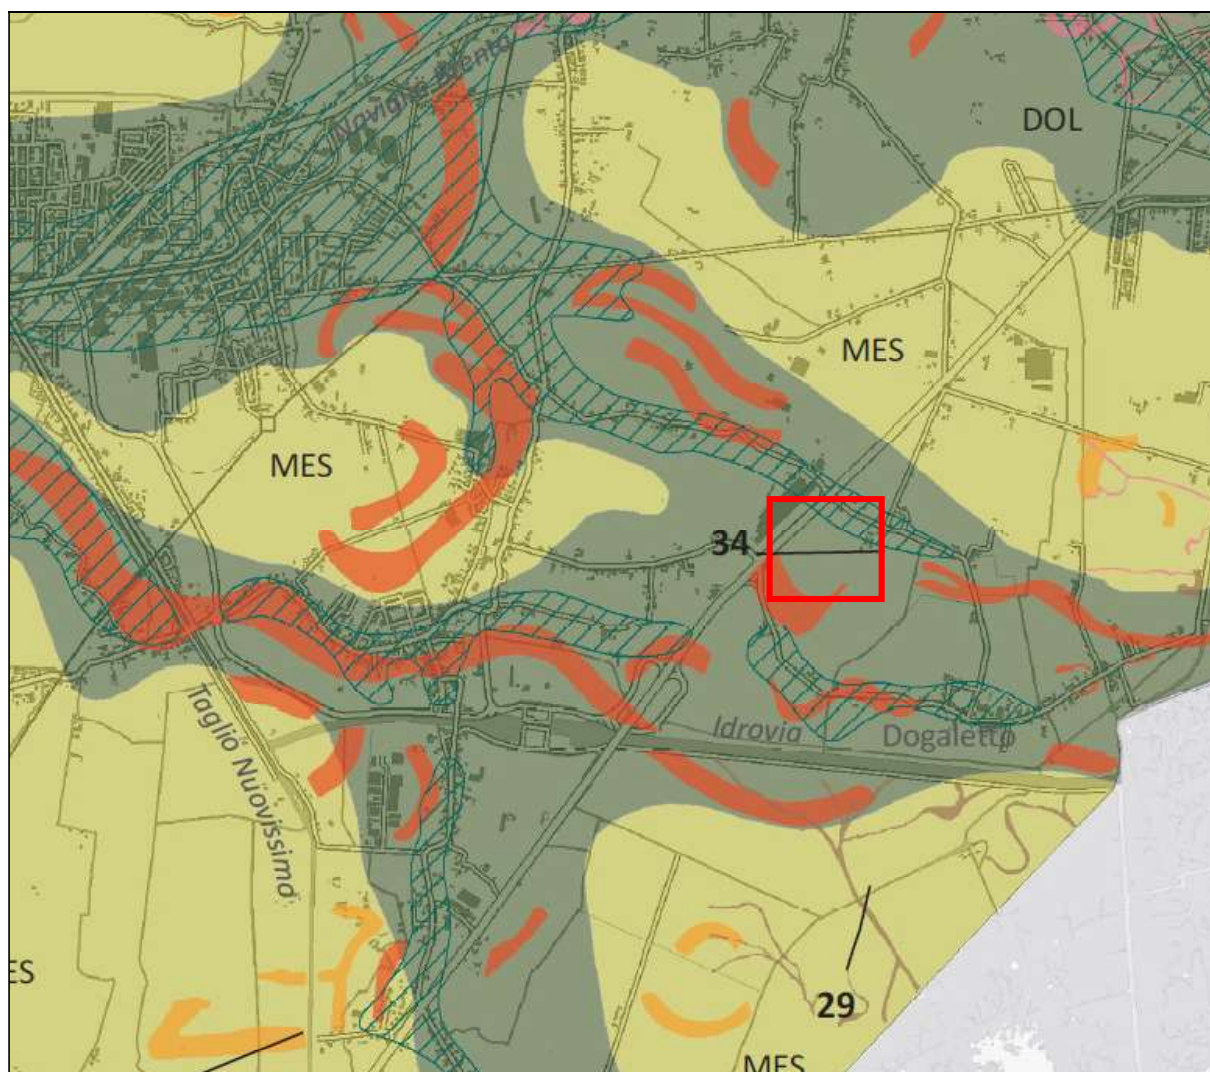 Naviglio Brenta
DOL
MES
MES
34
Taglio Nuovissimo
Idrovia
Dogaletto
ES
29
MES